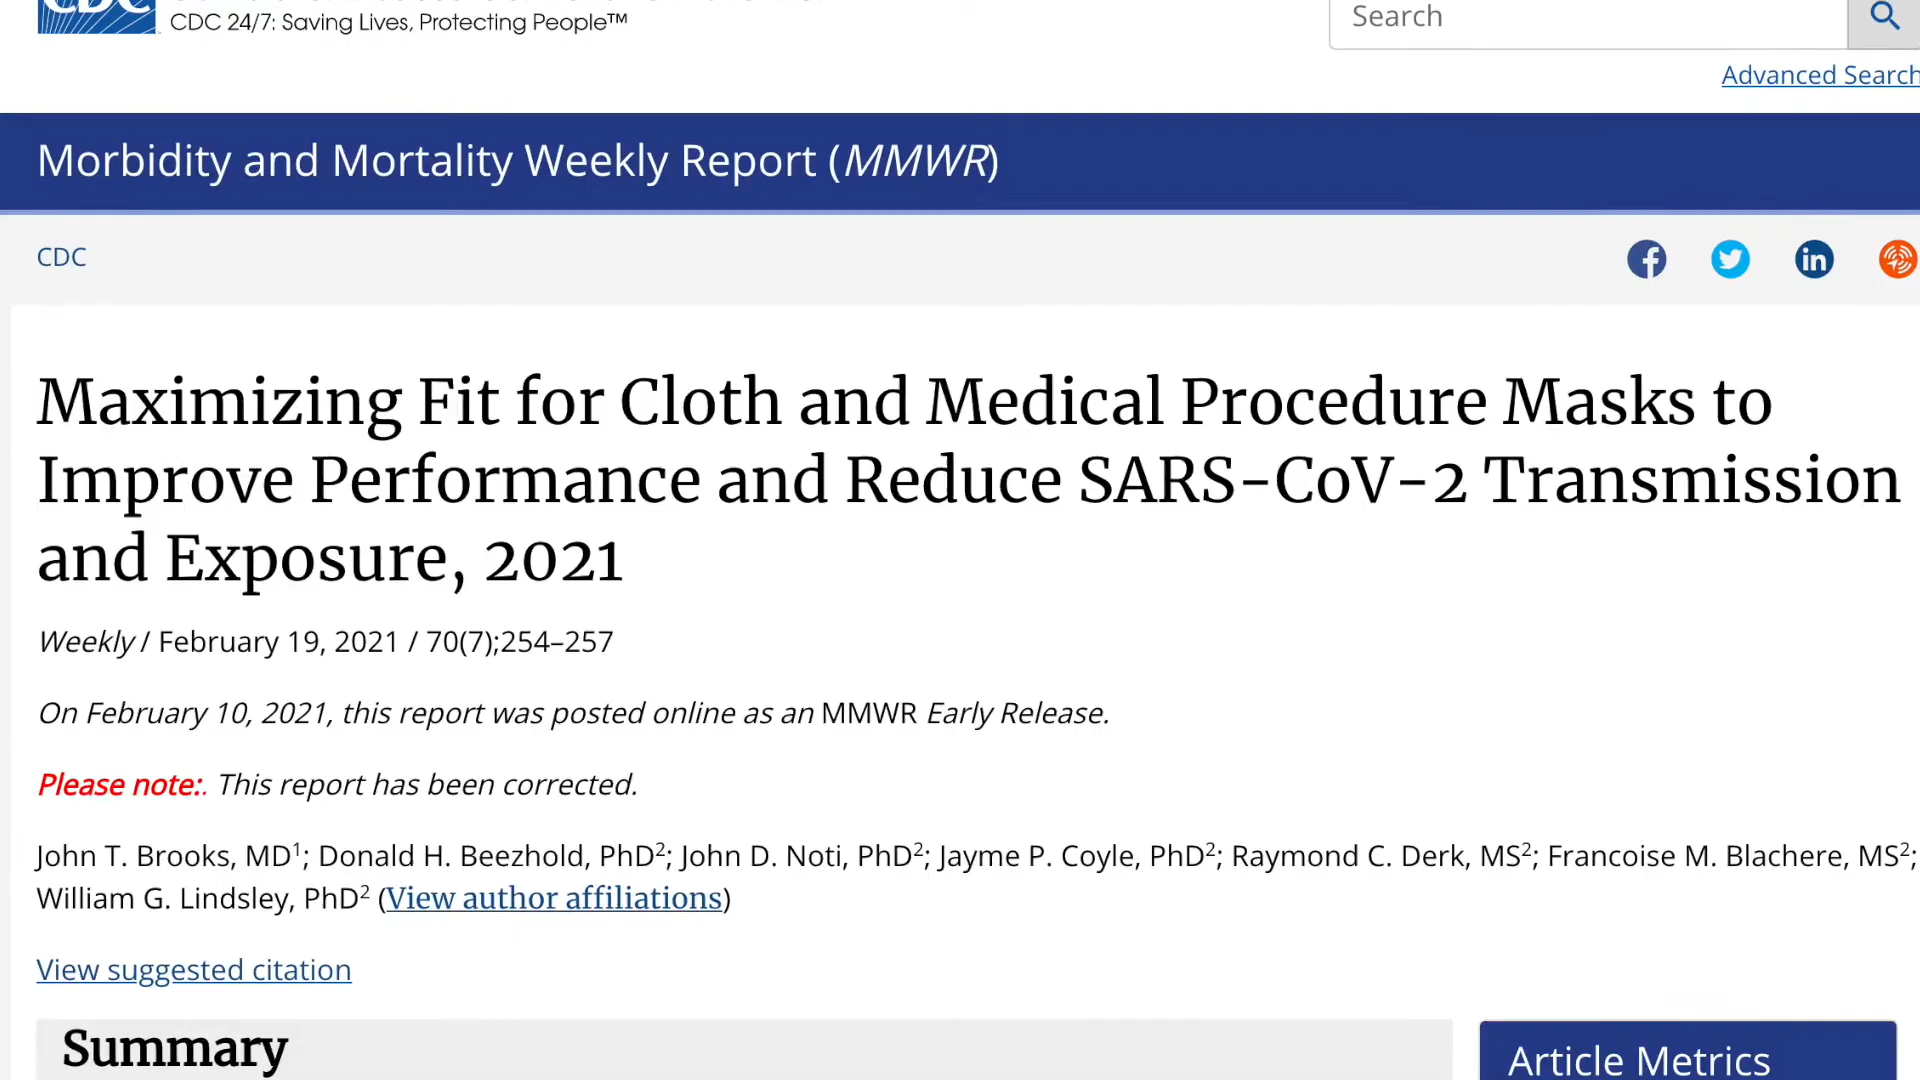 CDC
CDC 24/7: Saving Lives, Protecting People™
Search
Advanced Search
Morbidity and Mortality Weekly Report (MMWR)
CDC
Maximizing Fit for Cloth and Medical Procedure Masks to
Improve Performance and Reduce SARS-CoV-2 Transmission
and Exposure, 2021
Weekly / February 19, 2021 / 70(7);254–257
On February 10, 2021, this report was posted online as an MMWR Early Release.
Please note:. This report has been corrected.
John T. Brooks, MD1; Donald H. Beezhold, PhD2; John D. Noti, PhD2; Jayme P. Coyle, PhD2; Raymond C. Derk, MS2; Francoise M. Blachere, MS2;
William G. Lindsley, PhD2 (View author affiliations)
View suggested citation
Summary
Article Metrics